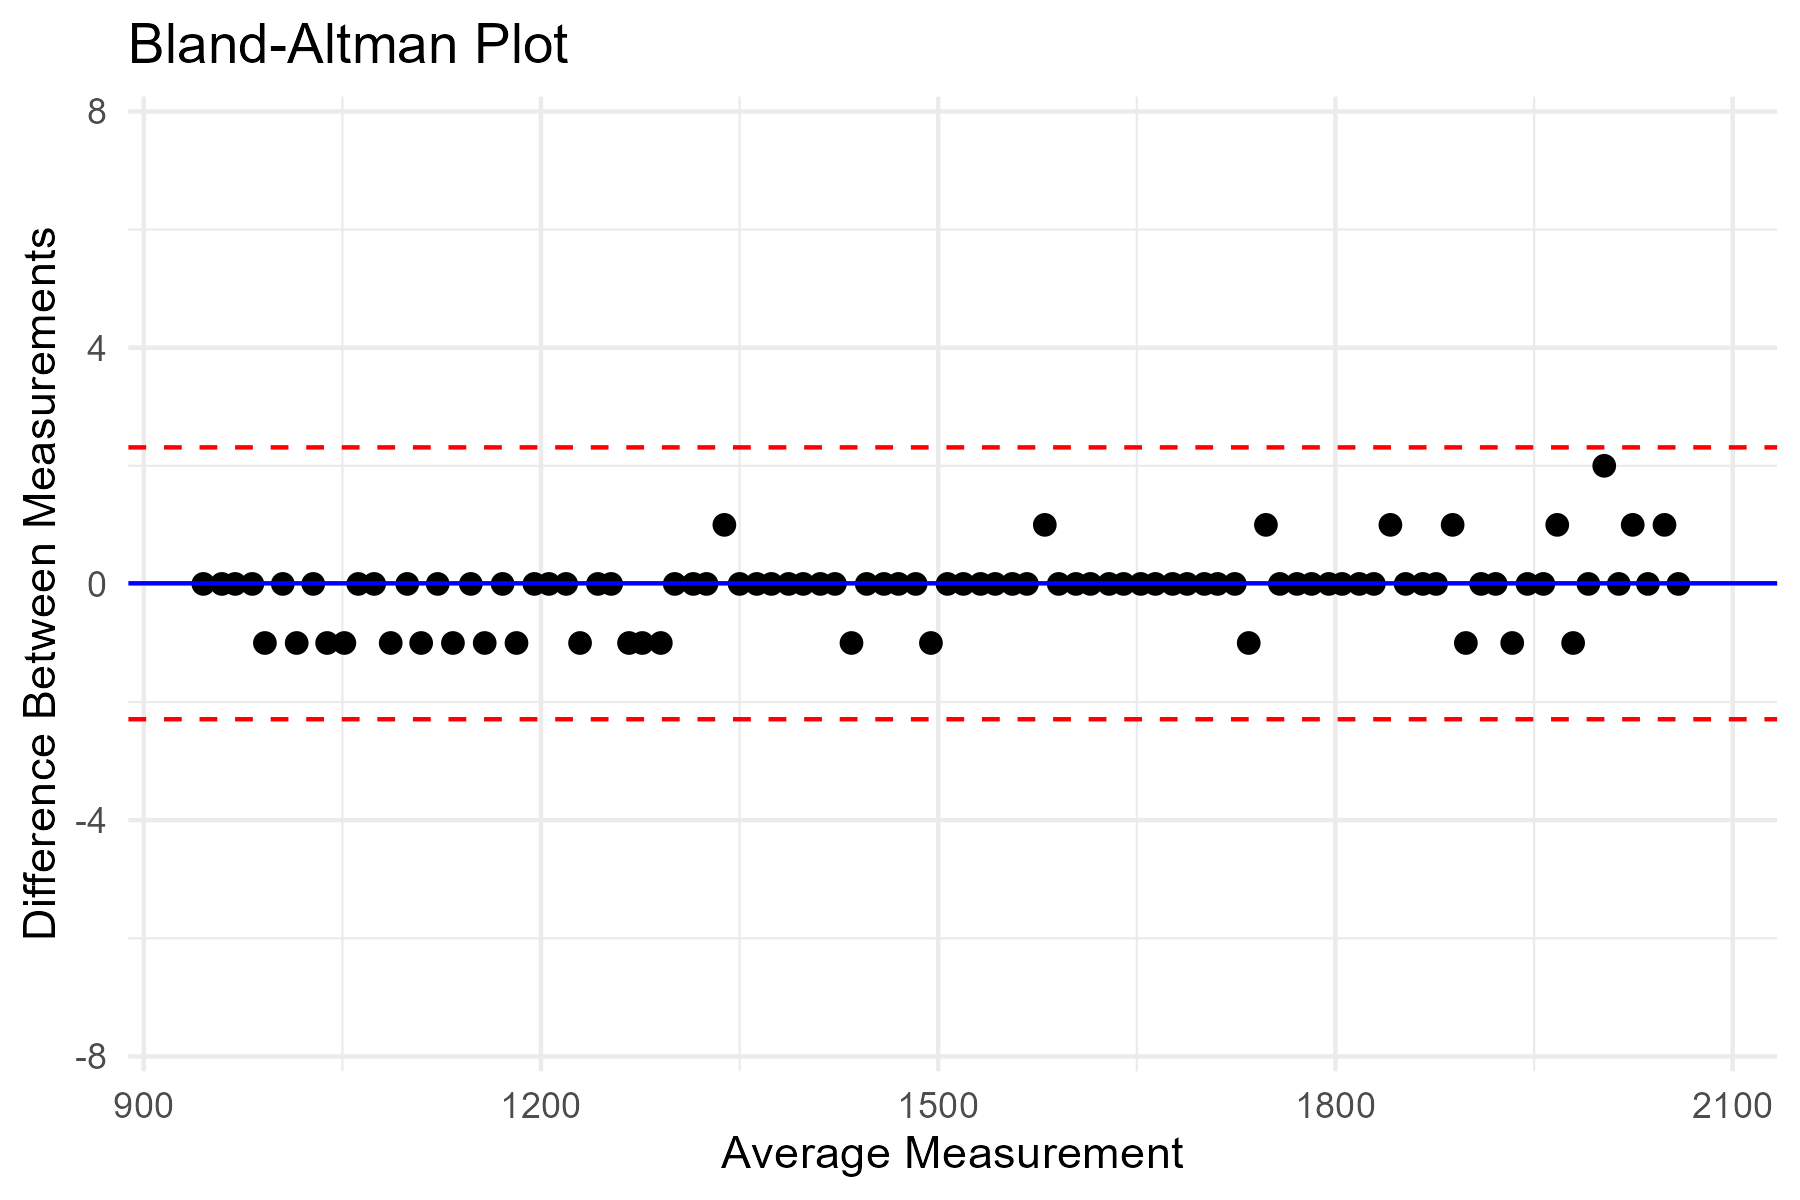 Bland-Altman Plot
Difference Between Measurements
8
4
0
-4
-8
900 1200 1500 1800 2100
Average Measurement